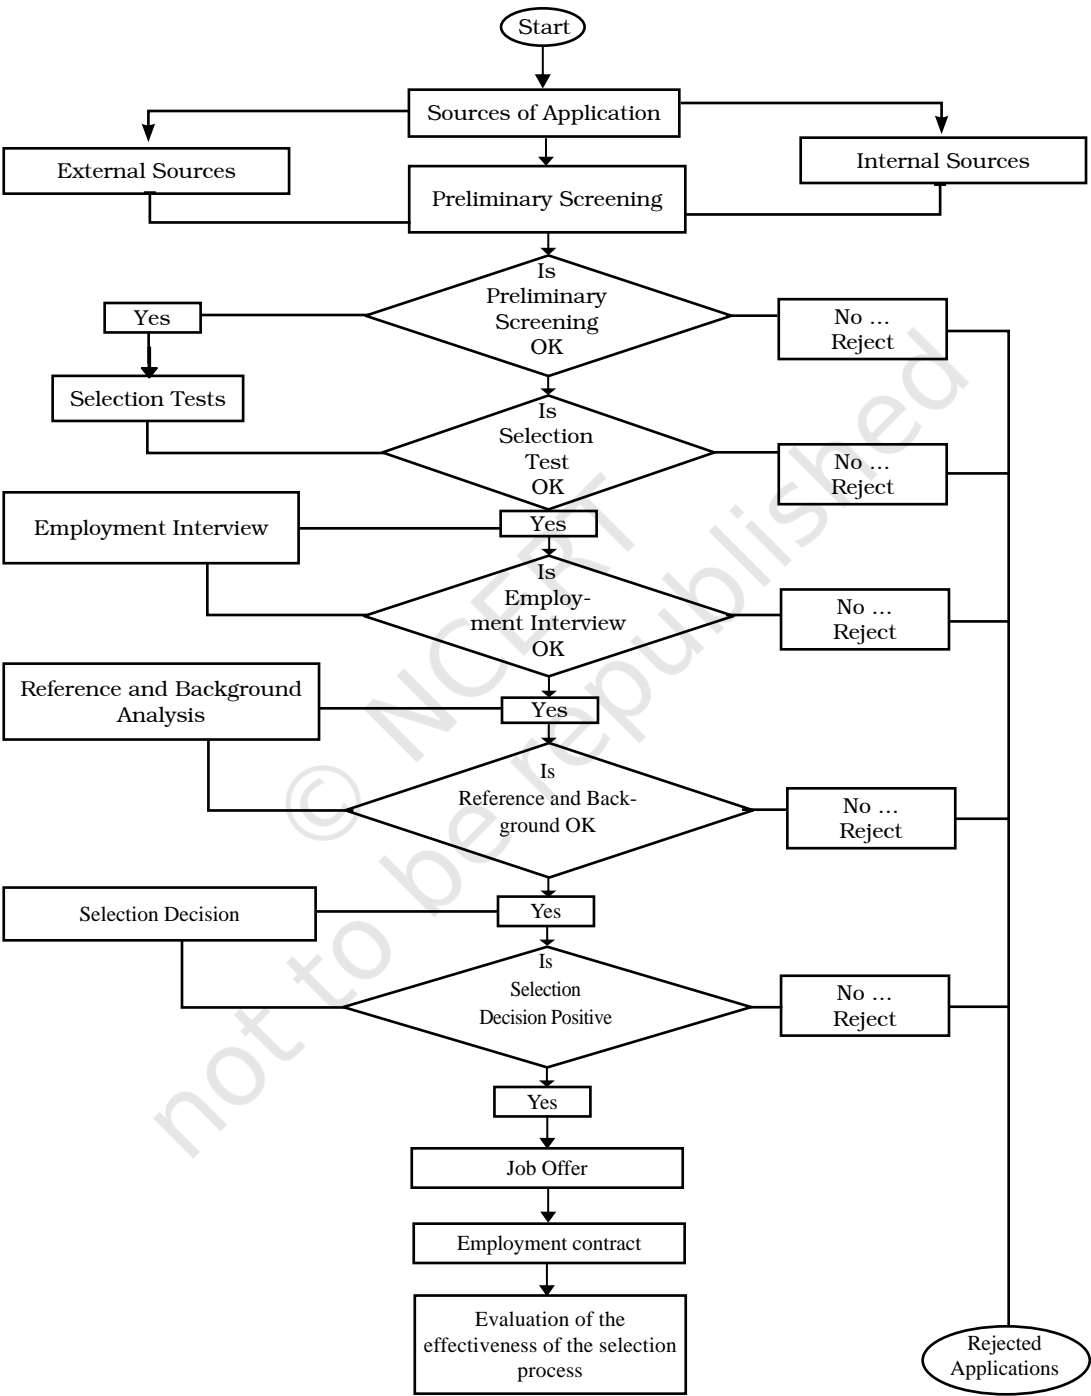 Start
Sources of Application
External Sources
Internal Sources
Preliminary Screening
Is
Preliminary
Screening
OK
Yes
No ...
Reject
Selection Tests
Is
Selection
Test
OK
No ...
Reject
Yes
Employment Interview
Is
Employ-
ment Interview
OK
No ...
Reject
Yes
Reference and Background
Analysis
Is
Reference and Back-
ground OK
No ...
Reject
Yes
Selection Decision
Is
Selection
Decision Positive
No ...
Reject
Yes
Job Offer
Employment contract
Evaluation of the
effectiveness of the selection
process
Rejected
Applications
© NCERT
not to be republished